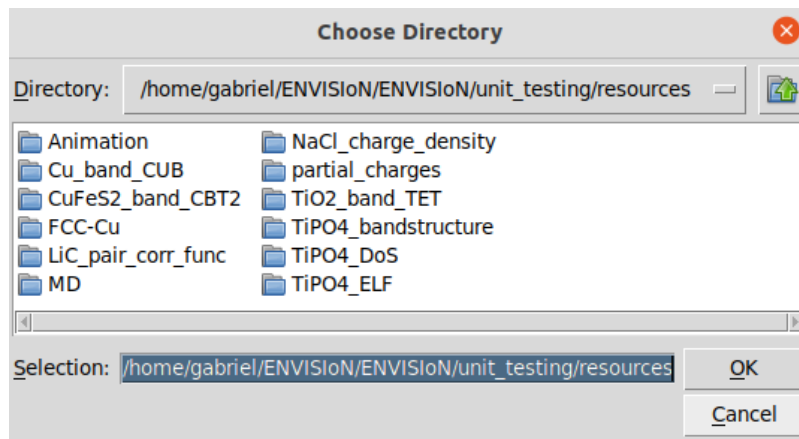 Choose Directory
Directory: /home/gabriel/ENVISIoN/ENVISIoN/unit_testing/resources
Animation
Cu_band_CUB
CuFeS2_band_CBT2
FCC-Cu
LiC_pair_corr_func
MD
NaCl_charge_density
partial_charges
TiO2_band_TET
TiPO4_bandstructure
TiPO4_DoS
TiPO4_ELF
Selection: /home/gabriel/ENVISIoN/ENVISIoN/unit_testing/resources
OK
Cancel